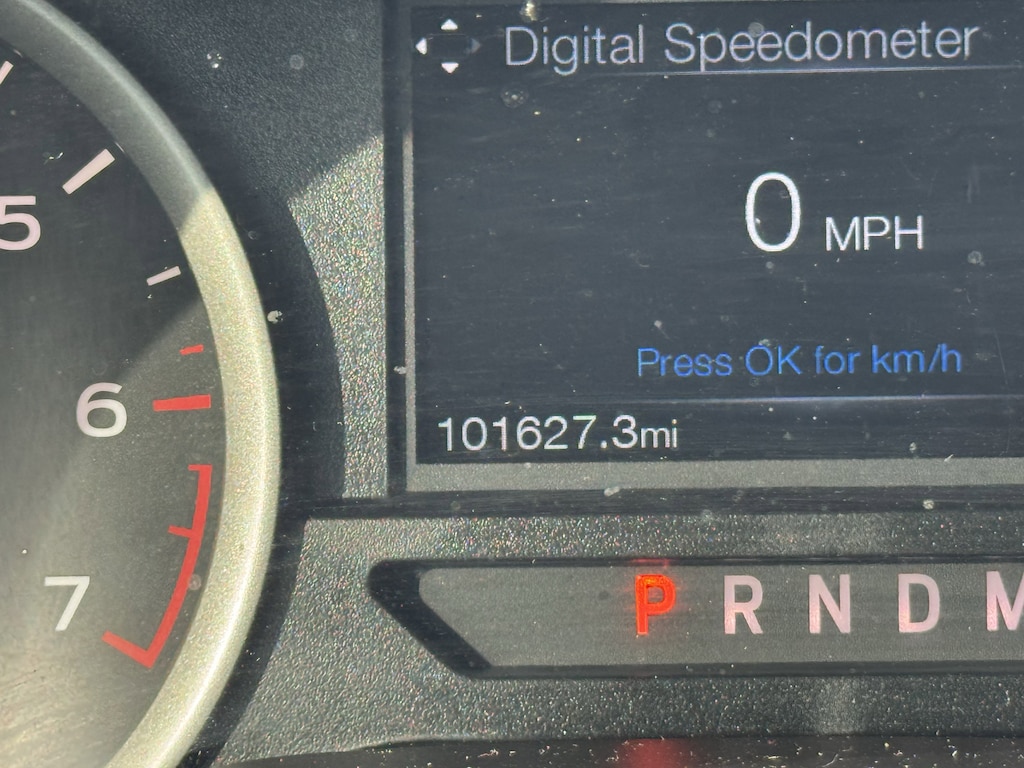 Digital Speedometer
5
0 MPH
Press OK for km/h
6
101627.3mi
7
P R N D M